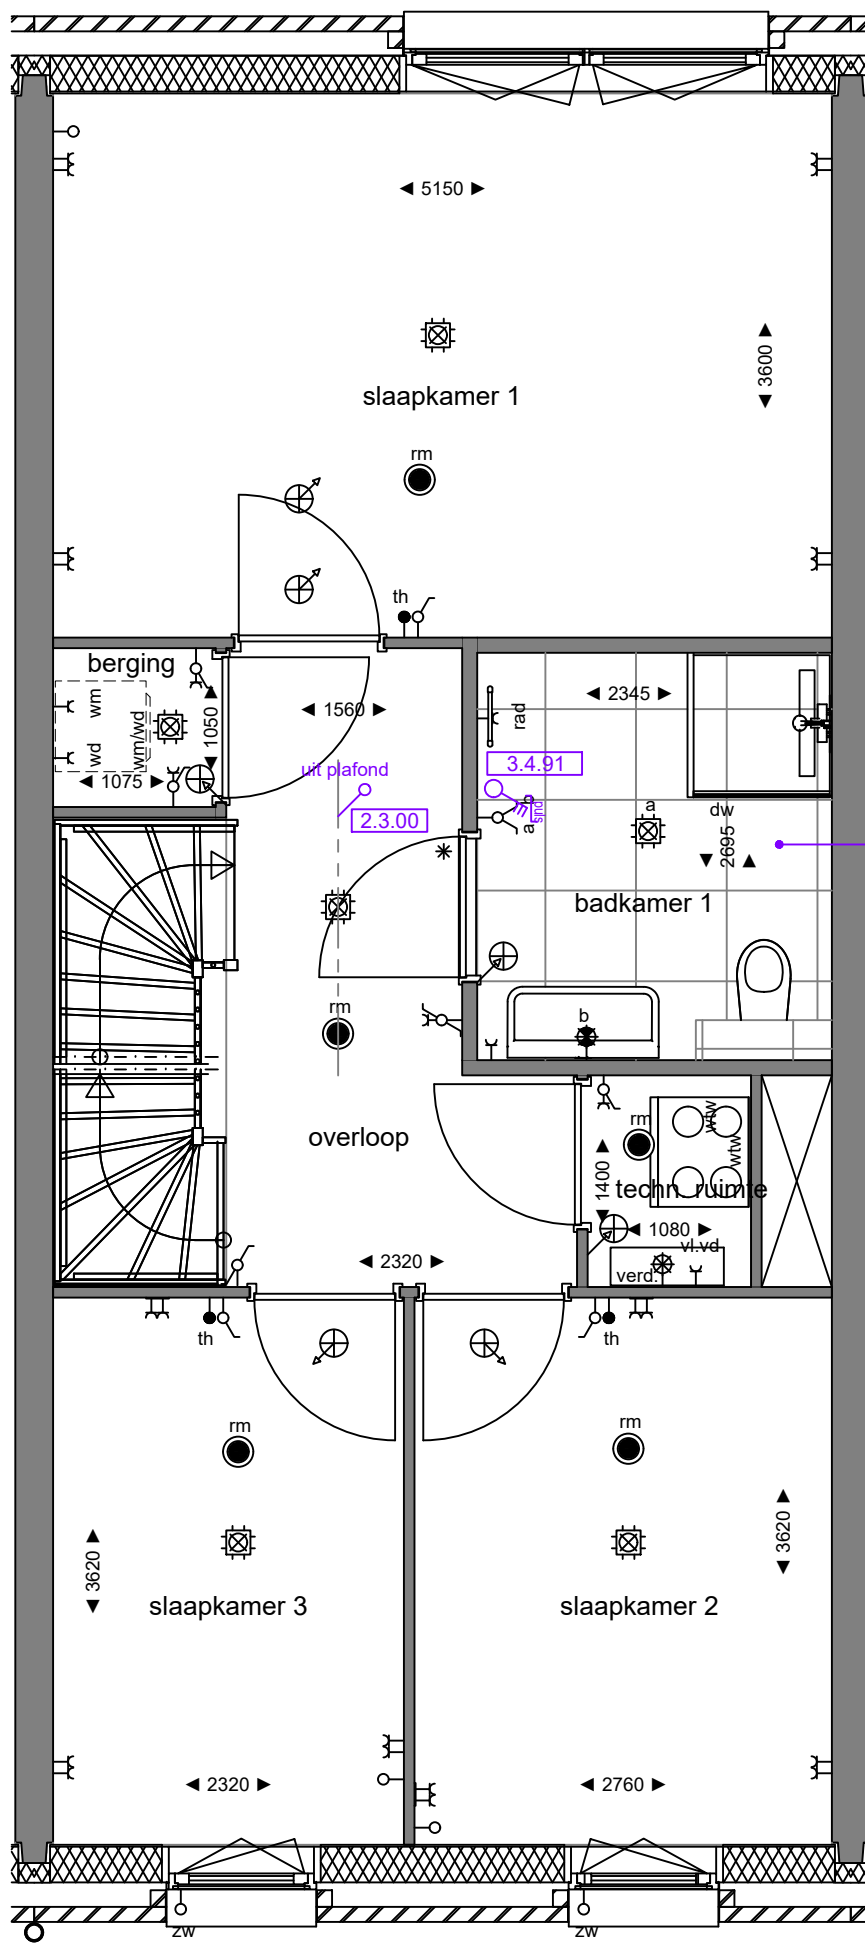 5150
3600
slaapkamer 1
rm
th
berging
wm
wd
wm/wd
1050
1075
1560
uit plafond
2.3.00
rad
2345
3.4.91
puls
a
b
a
dw
2695
badkamer 1
b
rm
overloop
rm
wtw
wtw
1400
techn. ruimte
1080
vl.vd
verd.
2320
th
th
rm
rm
3620
3620
slaapkamer 3
slaapkamer 2
2320
2760
zw
zw